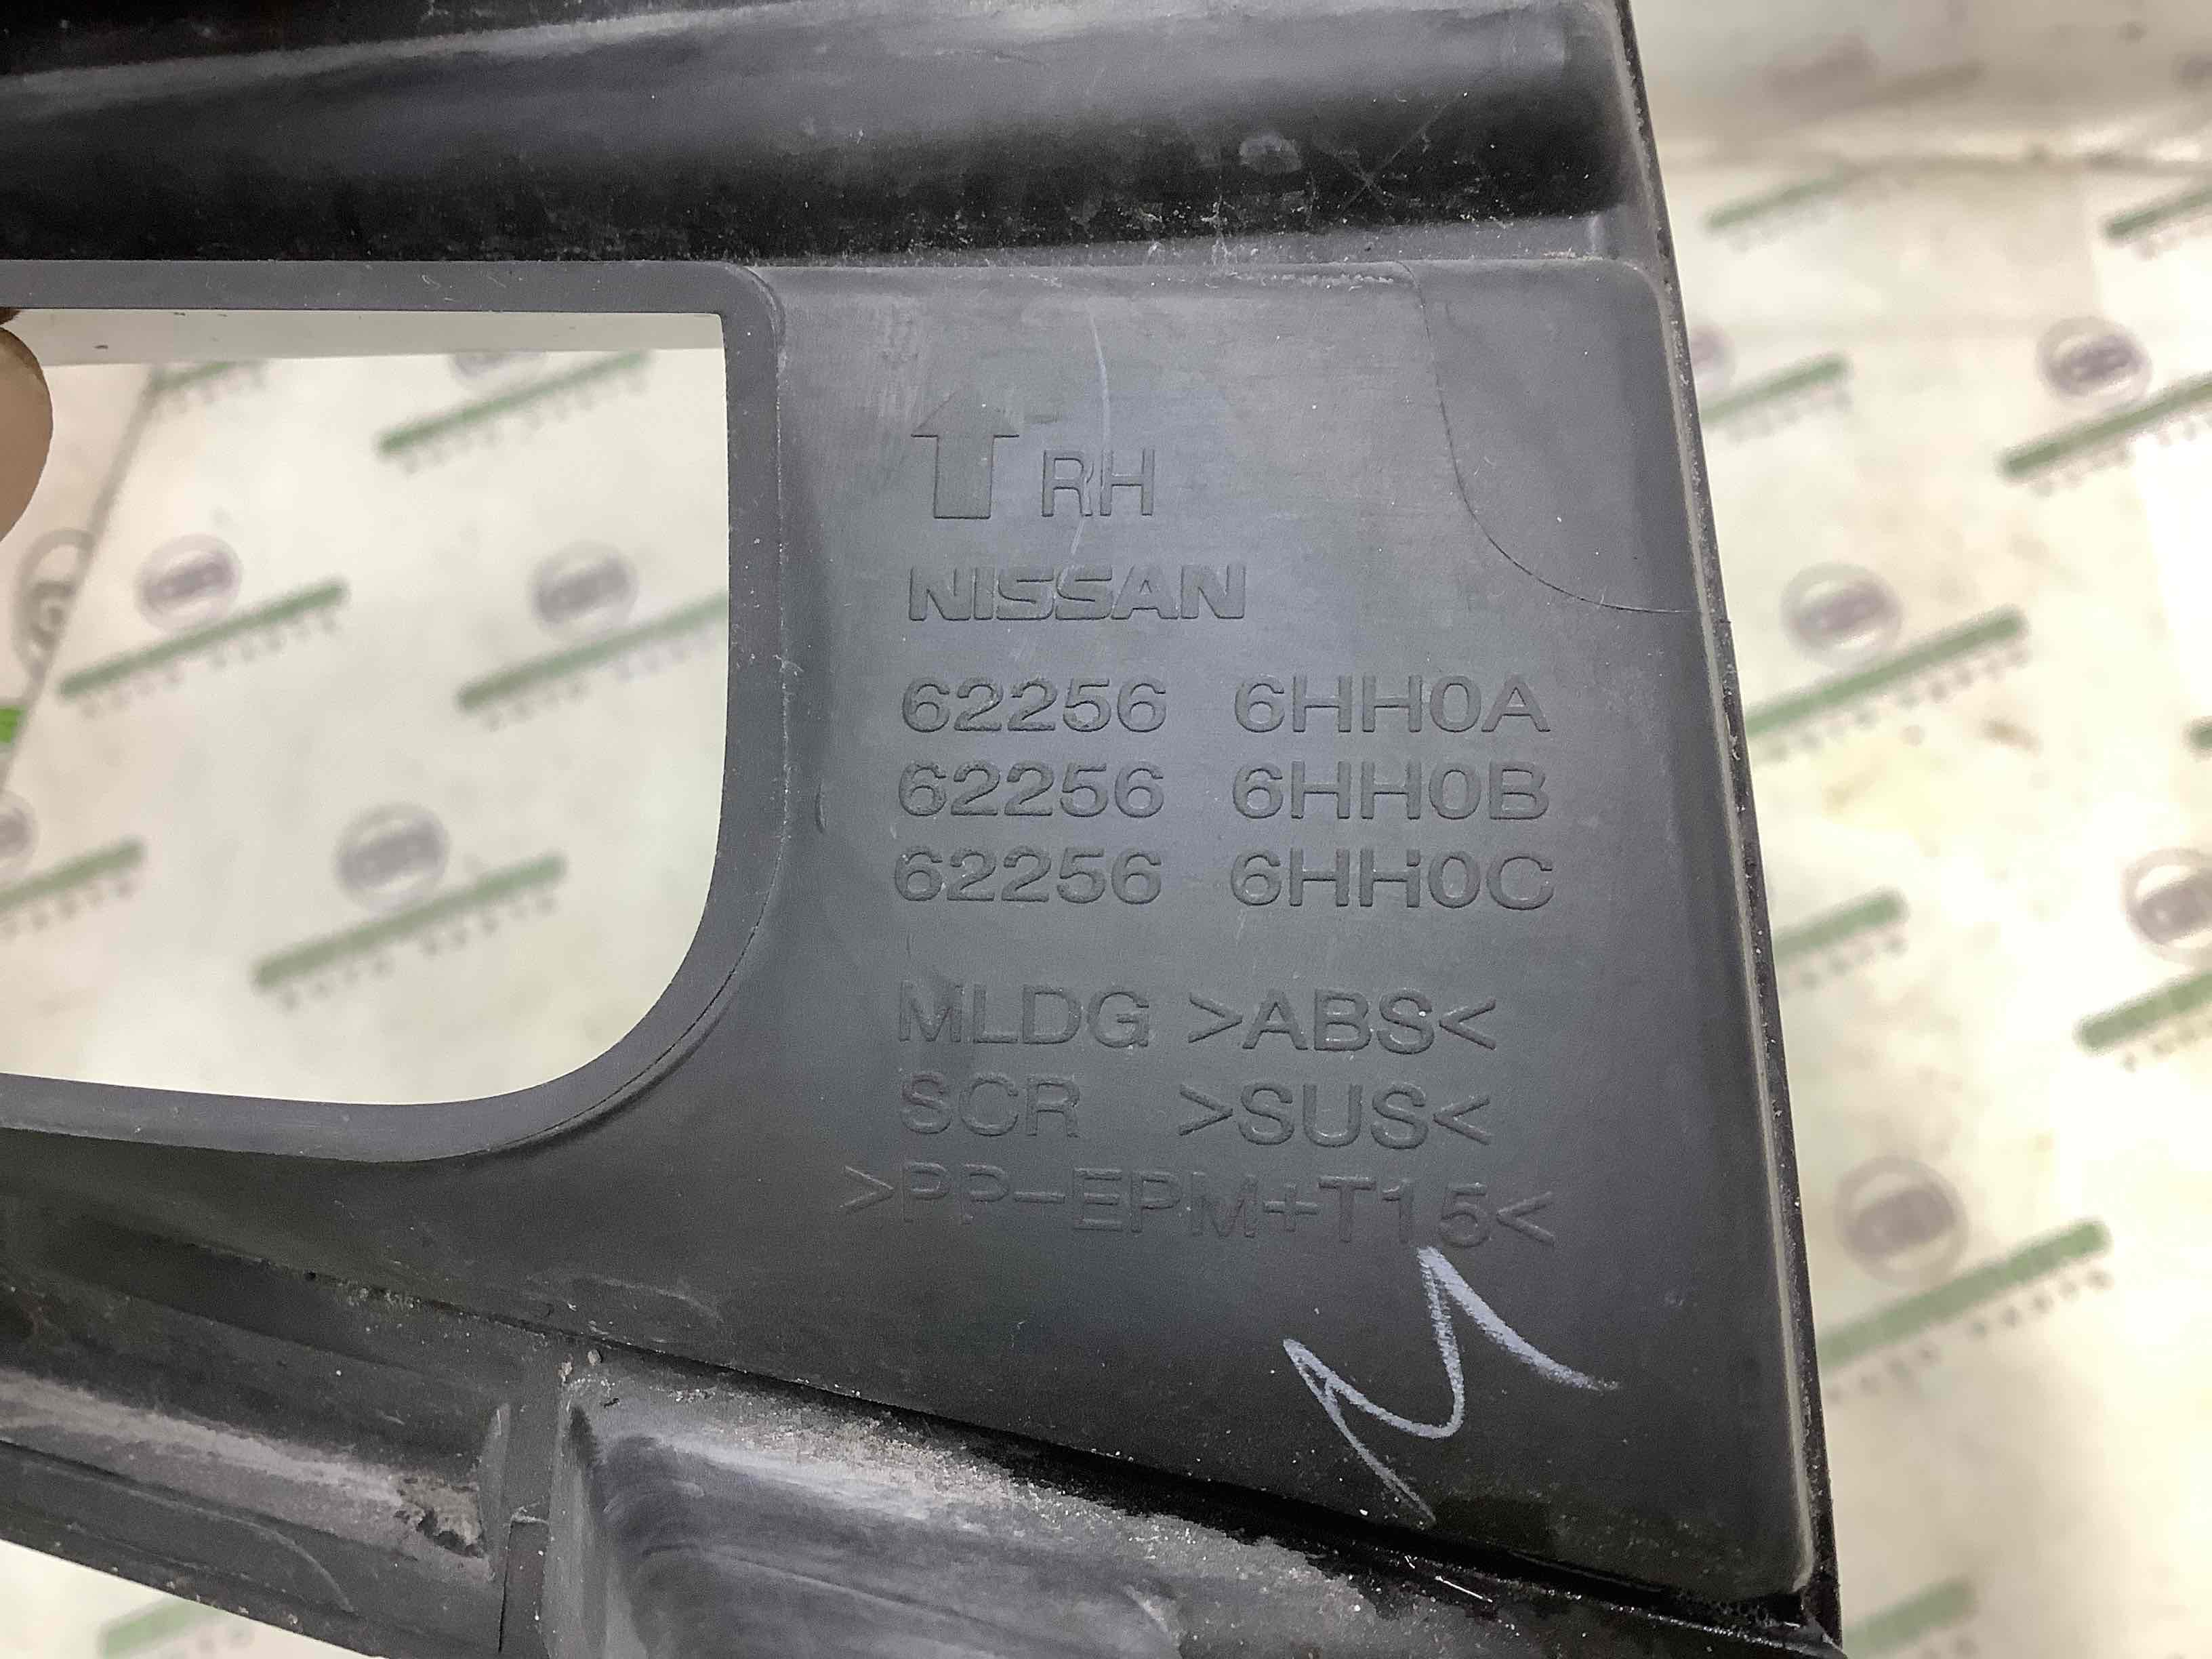 RH
NISSAN
62256 6HH0A
62256 6HH0B
62256 6HH0C
MLDG >ABS<
SCR >SUS<
>PP-EPM+T15<